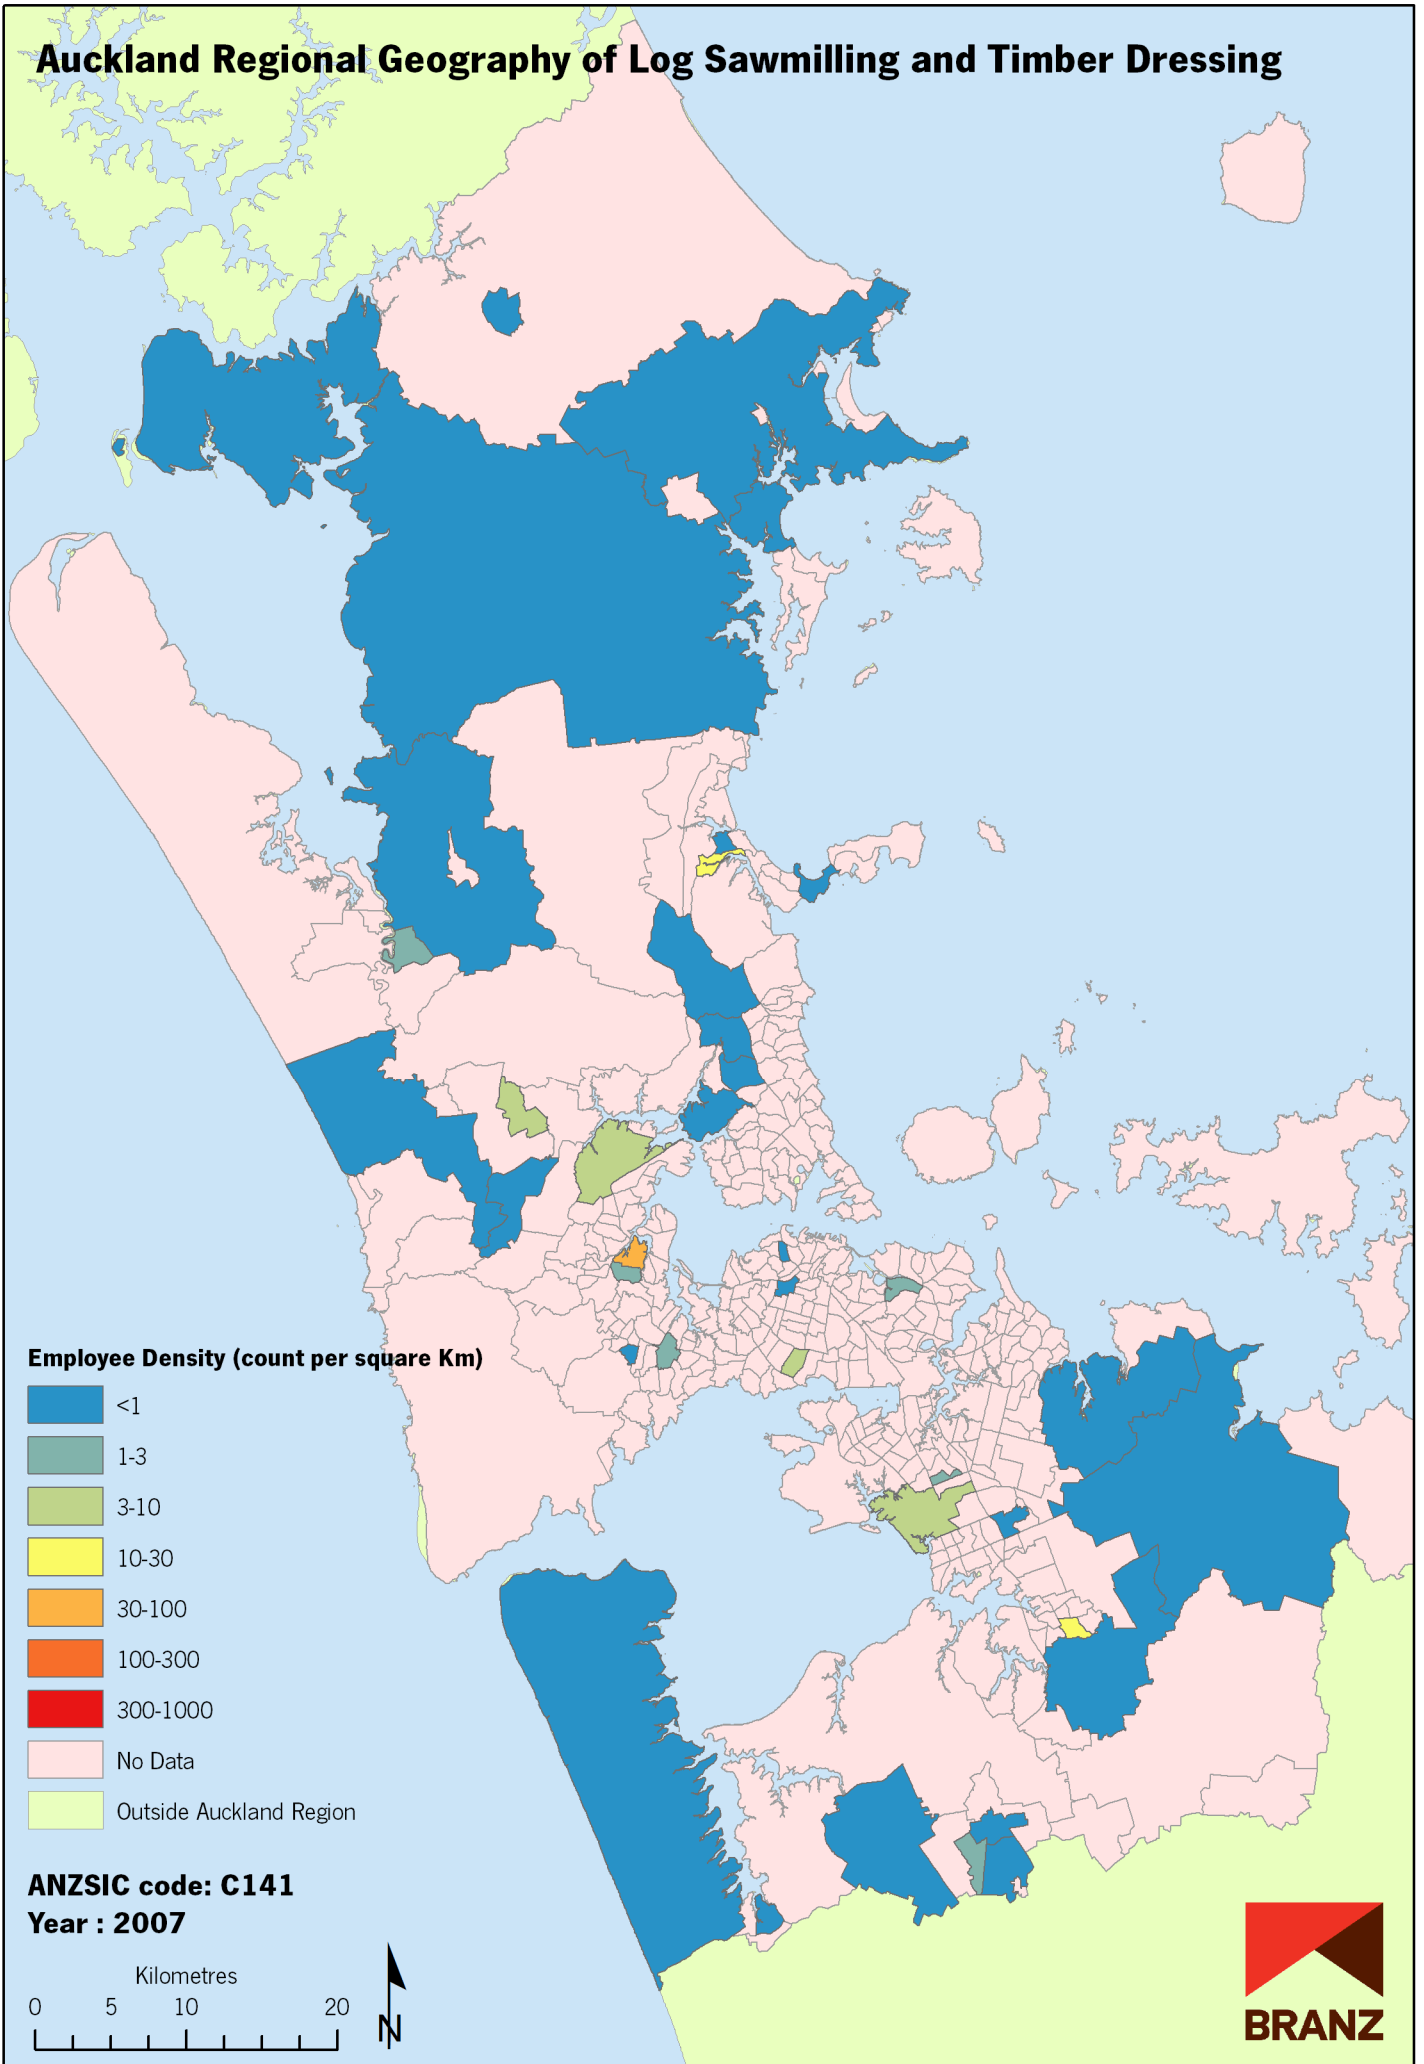 Auckland Regional Geography of Log Sawmilling and Timber Dressing
Employee Density (count per square Km)
<1
1-3
3-10
10-30
30-100
100-300
300-1000
No Data
Outside Auckland Region
ANZSIC code: C141
Year : 2007
Kilometres
0 5 10 20
N
BRANZ